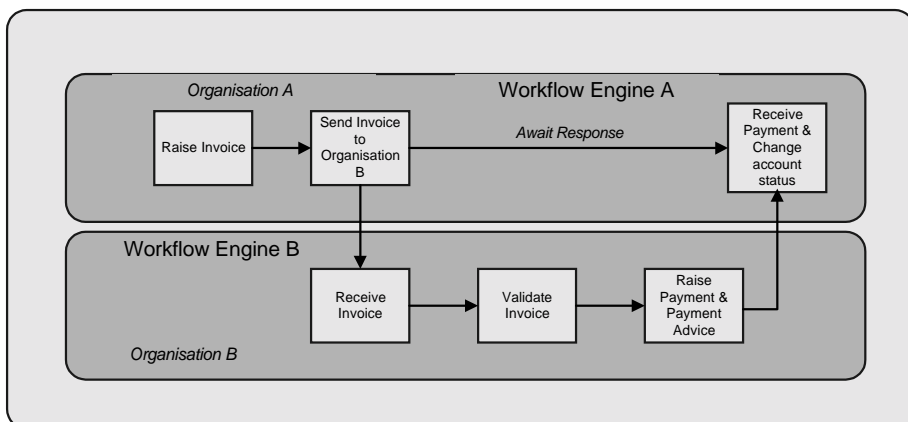 Organisation A
Workflow Engine A
Raise Invoice
Send Invoice
to
Organisation
B
Await Response
Receive
Payment &
Change
account
status
Workflow Engine B
Receive
Invoice
Validate
Invoice
Raise
Payment &
Payment
Advice
Organisation B